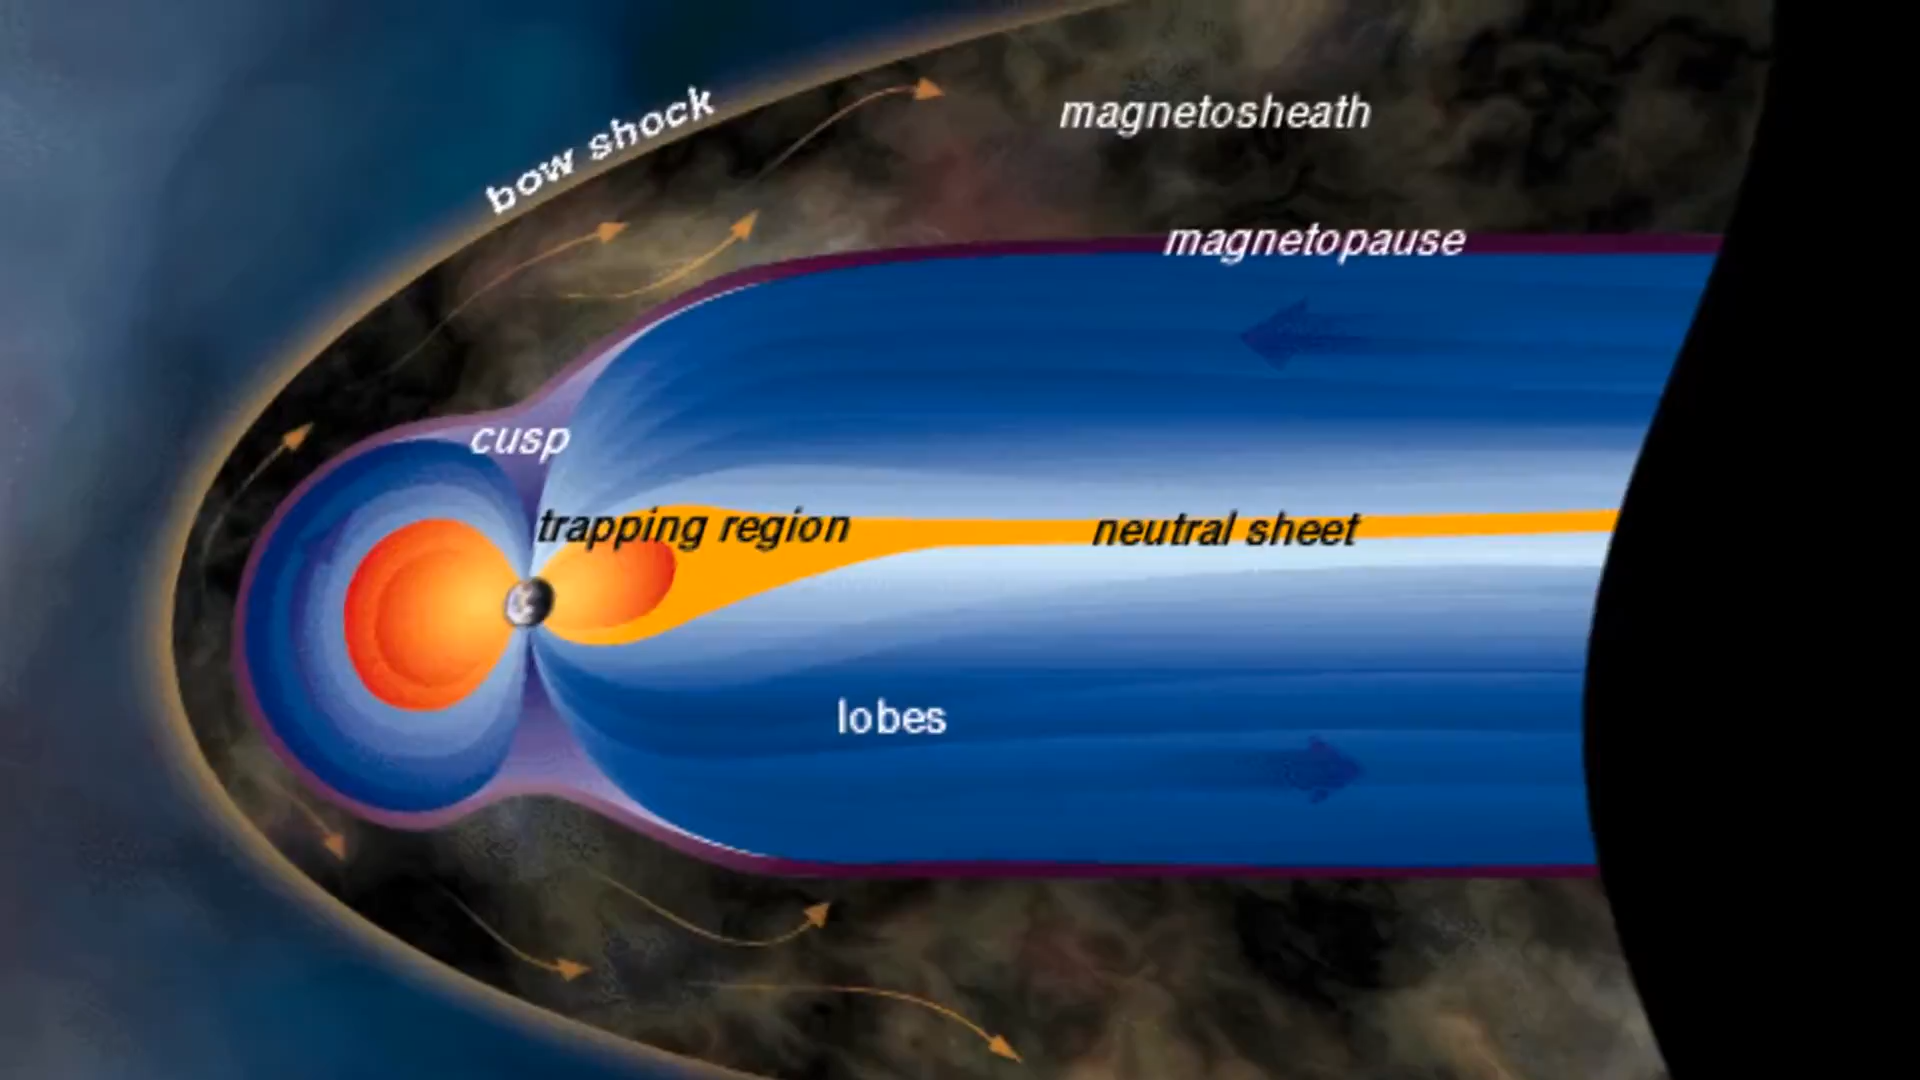 bow shock
magnetosheath
magnetopause
cusp
trapping region
neutral sheet
lobes